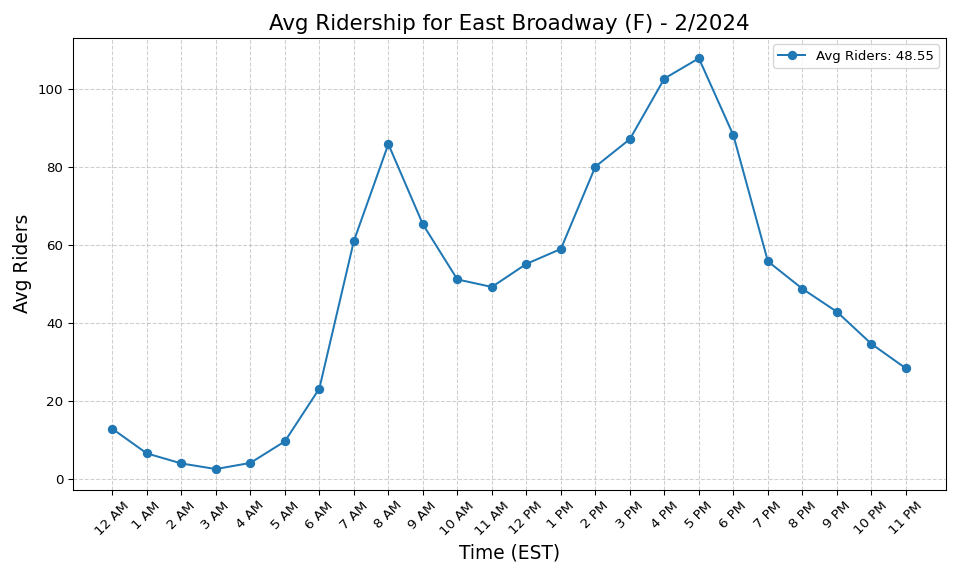 Avg Ridership for East Broadway (F) - 2/2024
Avg Riders: 48.55
Avg Riders
100
80
60
40
20
0
12 AM
1 AM
2 AM
3 AM
4 AM
5 AM
6 AM
7 AM
8 AM
9 AM
10 AM
11 AM
12 PM
1 PM
2 PM
3 PM
4 PM
5 PM
6 PM
7 PM
8 PM
9 PM
10 PM
11 PM
Time (EST)